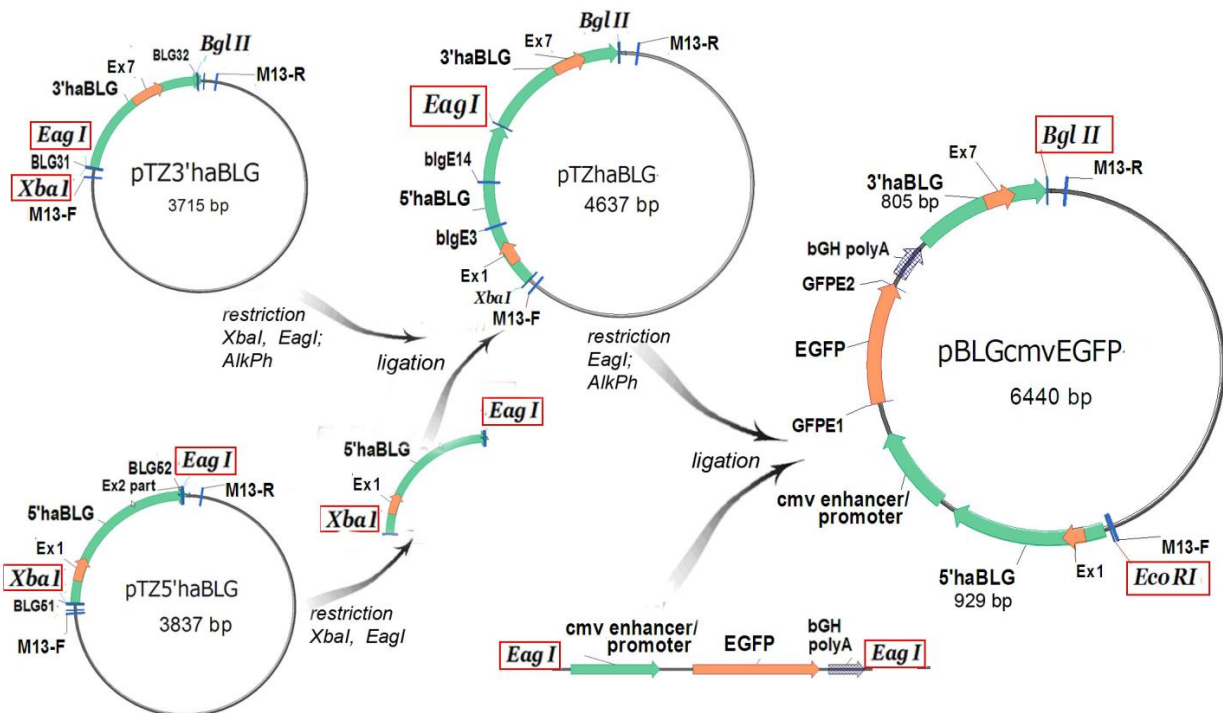 Bgl II
BLG32
Ex7
3'haBLG
M13-R
Eag I
BLG31
Xba I
M13-F
pTZ3'haBLG
3715 bp
restriction
XbaI, EagI;
AlkPh
ligation
Bgl II
Ex7
M13-R
3'haBLG
Eag I
blgE14
5'haBLG
blgE3
Ex1
XbaI
M13-F
pTZhaBLG
4637 bp
restriction
EagI;
AlkPh
ligation
BLG52
Eag I
Ex2 part
M13-R
5'haBLG
Ex1
Xba I
BLG51
M13-F
pTZ5'haBLG
3837 bp
restriction
XbaI, EagI
Eag I
5'haBLG
Ex1
Xba I
Bgl II
Ex7
M13-R
3'haBLG
805 bp
bGH polyA
GFPE2
EGFP
GFPE1
pBLGcmvEGFP
6440 bp
cmv enhancer/
promoter
M13-F
Ex1
Eco RI
5'haBLG
929 bp
cmv enhancer/
promoter
EGFP
bGH
polyA
Eag I
Eag I